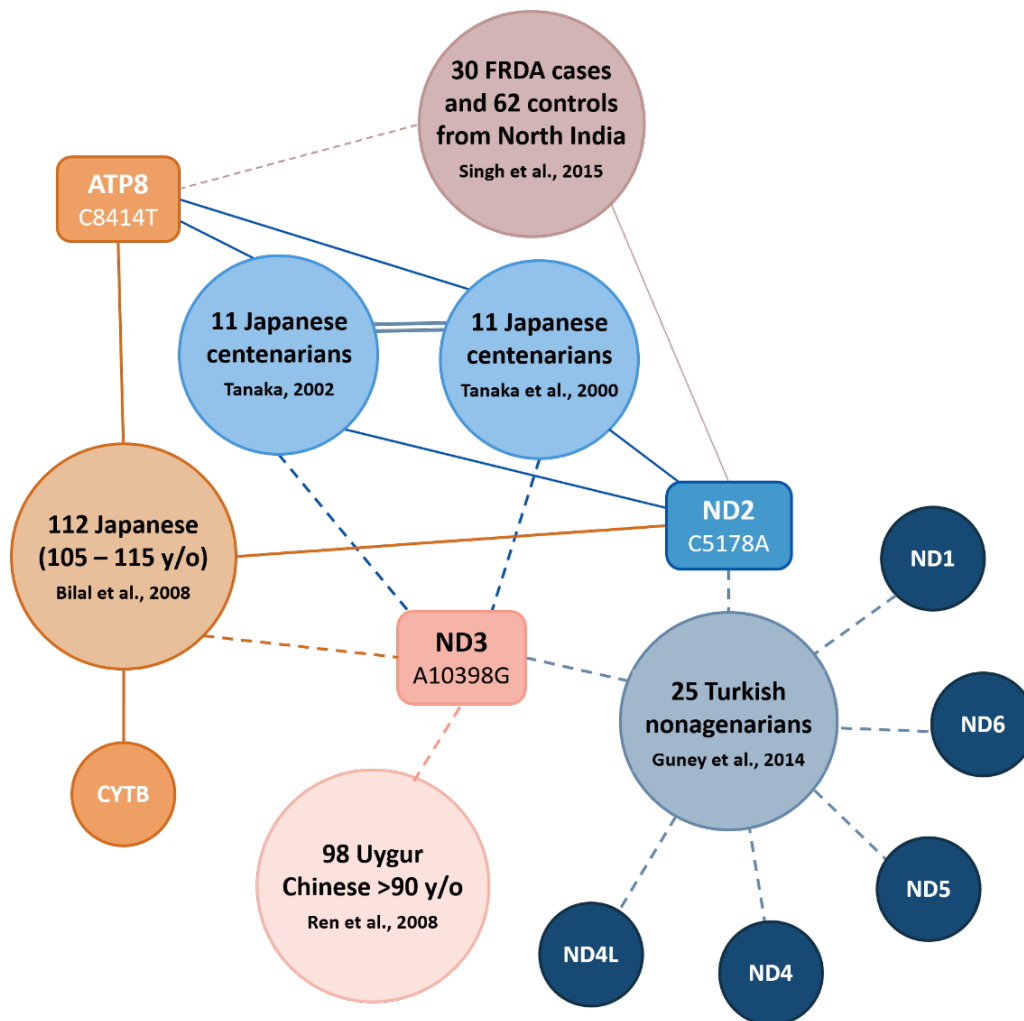 30 FRDA cases
and 62 controls
from North India
Singh et al., 2015
ATP8
C8414T
11 Japanese
centenarians
Tanaka, 2002
11 Japanese
centenarians
Tanaka et al., 2000
112 Japanese
(105 – 115 y/o)
Bilal et al., 2008
ND2
C5178A
ND1
ND3
A10398G
25 Turkish
nonagenarians
Guney et al., 2014
ND6
CYTB
98 Uygur
Chinese >90 y/o
Ren et al., 2008
ND5
ND4L
ND4